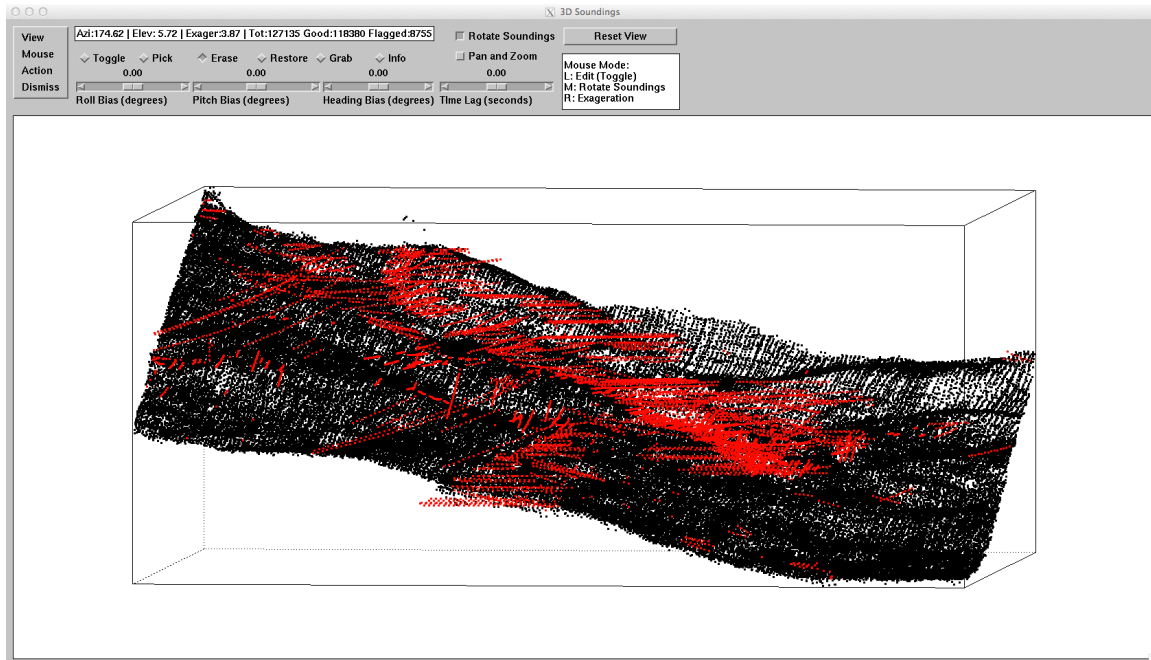 3D Soundings
View
Mouse
Action
Dismiss
Azi:174.62 | Elev: 5.72 | Exager:3.87 | Tot:127135 Good:118380 Flagged:8755
Toggle Pick Erase Restore Grab Info
0.00 0.00 0.00 0.00
Roll Bias (degrees) Pitch Bias (degrees) Heading Bias (degrees) TIme Lag (seconds)
Rotate Soundings
Pan and Zoom
Reset View
Mouse Mode:
L: Edit (Toggle)
M: Rotate Soundings
R: Exageration